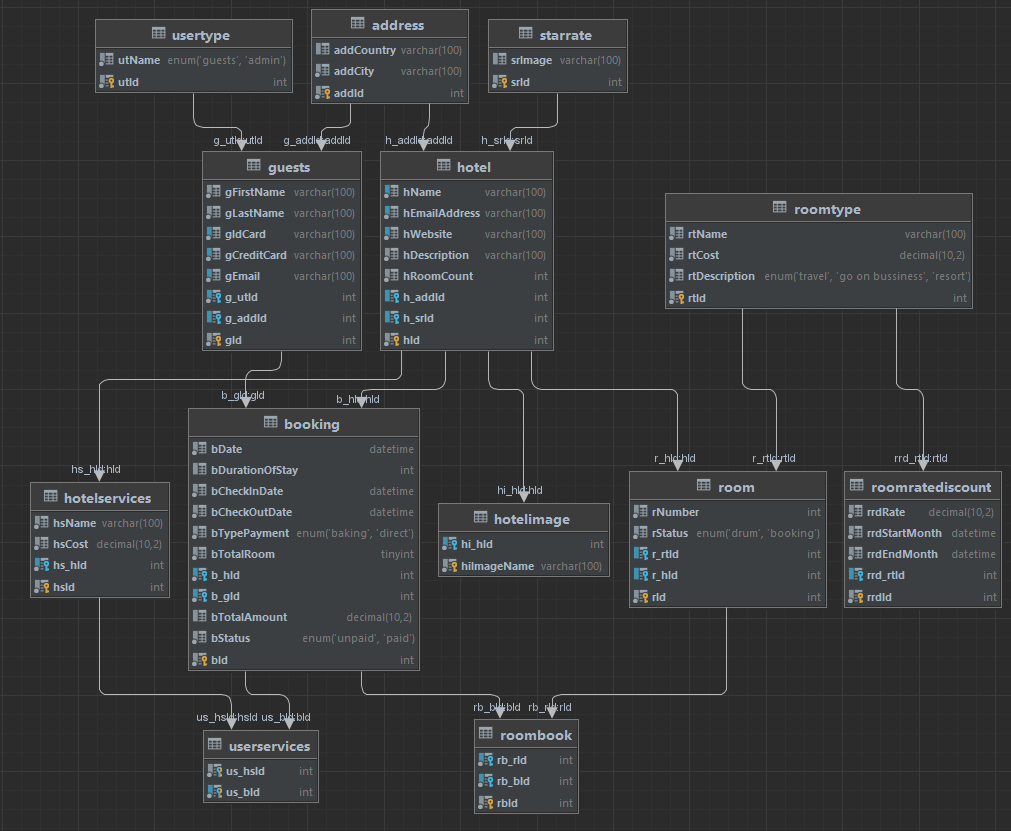 usertype
utName enum('guests', 'admin')
utId int
address
addCountry varchar(100)
addCity varchar(100)
addId int
starrate
srImage varchar(100)
srId int
g_utId:utId
g_addId:addId
h_addId:addId
h_srId:srId
guests
gFirstName varchar(100)
gLastName varchar(100)
gIdCard varchar(100)
gCreditCard varchar(100)
gEmail varchar(100)
g_utId int
g_addId int
gId int
hotel
hName varchar(100)
hEmailAddress varchar(100)
hWebsite varchar(100)
hDescription varchar(100)
hRoomCount int
h_addId int
h_srId int
hId int
roomtype
rtName varchar(100)
rtCost decimal(10,2)
rtDescription enum('travel', 'go on bussiness', 'resort')
rtId int
b_gId:gId
b_hId:hId
hs_hId:hId
hi_hId:hId
r_hId:hId
r_rtId:rtId
rrd_rtId:rtId
hotelservices
hsName varchar(100)
hsCost decimal(10,2)
hs_hId int
hsId int
booking
bDate datetime
bDurationOfStay int
bCheckInDate datetime
bCheckOutDate datetime
bTypePayment enum('baking', 'direct')
bTotalRoom tinyint
b_hId int
b_gId int
bTotalAmount decimal(10,2)
bStatus enum('unpaid', 'paid')
bId int
hotelimage
hi_hId int
hiImageName varchar(100)
room
rNumber int
rStatus enum('drum', 'booking')
r_rtId int
r_hId int
rId int
roomratediscount
rrdRate decimal(10,2)
rrdStartMonth datetime
rrdEndMonth datetime
rrd_rtId int
rrdId int
us_hsId:hsId
us_bId:bId
rb_bId:bId
rb_rId:rId
userservices
us_hsId int
us_bId int
roombook
rb_rId int
rb_bId int
rbId int